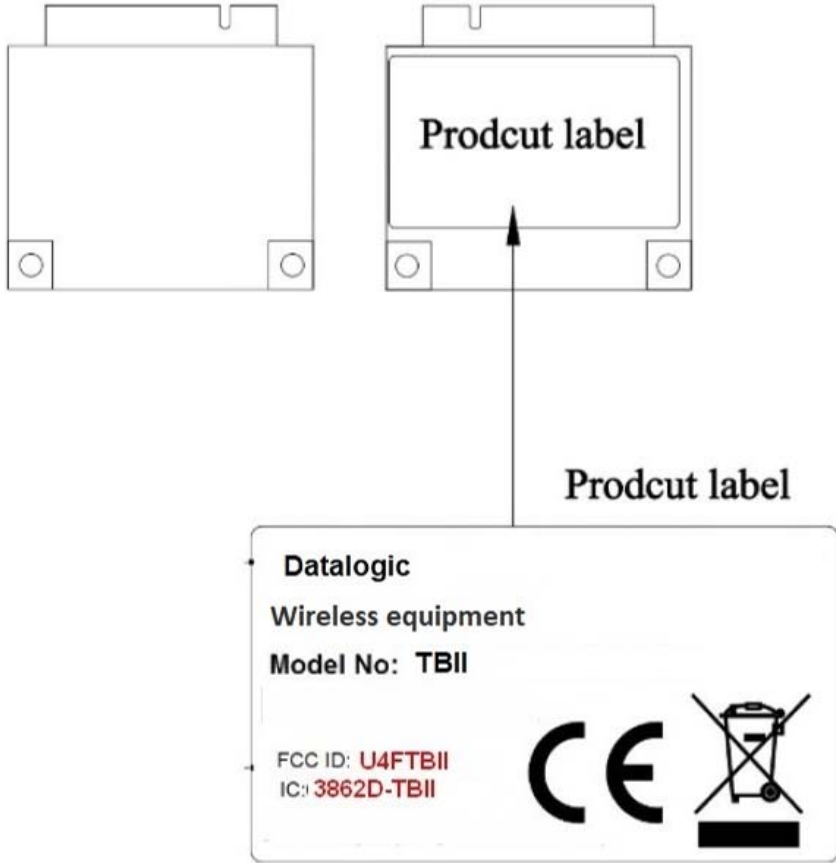 Prodcut label
Prodcut label
Datalogic
Wireless equipment
Model No: TBII
FCC ID: U4FTBII
IC: 3862D-TBII
CE